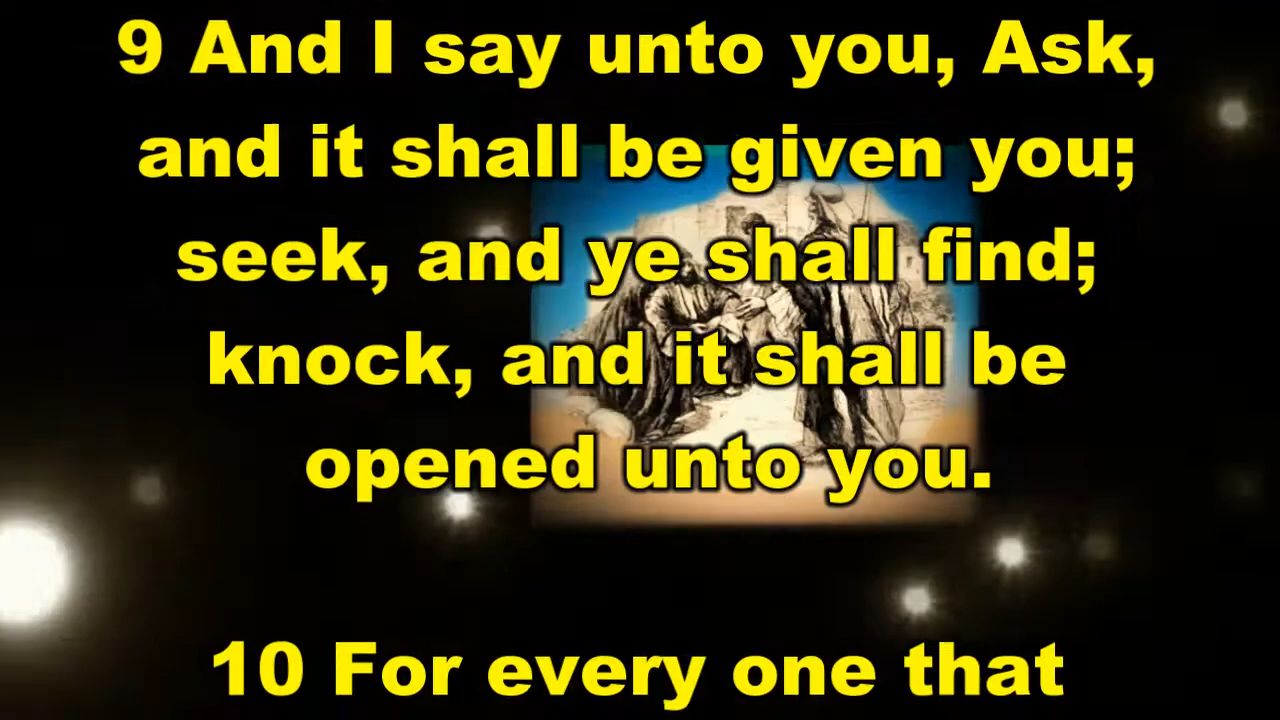 9 And I say unto you, Ask,
and it shall be given you;
seek, and ye shall find;
knock, and it shall be
opened unto you.
10 For every one that